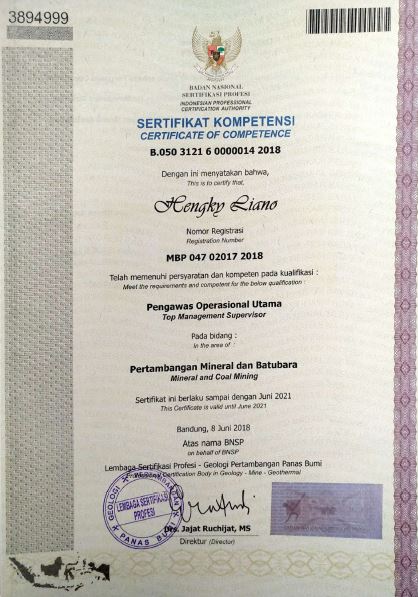 3894999
BADAN NASIONAL
SERTIFIKASI PROFESI
INDONESIAN PROFESSIONAL
CERTIFICATION AUTHORITY
SERTIFIKAT KOMPETENSI
CERTIFICATE OF COMPETENCE
B.050 3121 6 0000014 2018
Dengan ini menyatakan bahwa,
This is to certify that,
Hengky Liano
Nomor Registrasi
Registration Number
MBP 047 02017 2018
Telah memenuhi persyaratan dan kompeten pada kualifikasi :
Meet the requirements and competent for the below qualification :
Pengawas Operasional Utama
Top Management Supervisor
Pada bidang :
In the area of :
Pertambangan Mineral dan Batubara
Mineral and Coal Mining
Sertifikat ini berlaku sampai dengan Juni 2021
This Certificate is valid until June 2021
Bandung, 8 Juni 2018
Atas nama BNSP
on behalf of BNSP
Lembaga Sertifikasi Profesi - Geologi Pertambangan Panas Bumi
Certification Body in Geology - Mine - Geothermal
GEOLOGI PERTAMBANGAN
LEMBAGA SERTIFIKASI
PROFESI
PANAS BUMI
Drs. Jajat Ruchijat, MS
Direktur (Director)